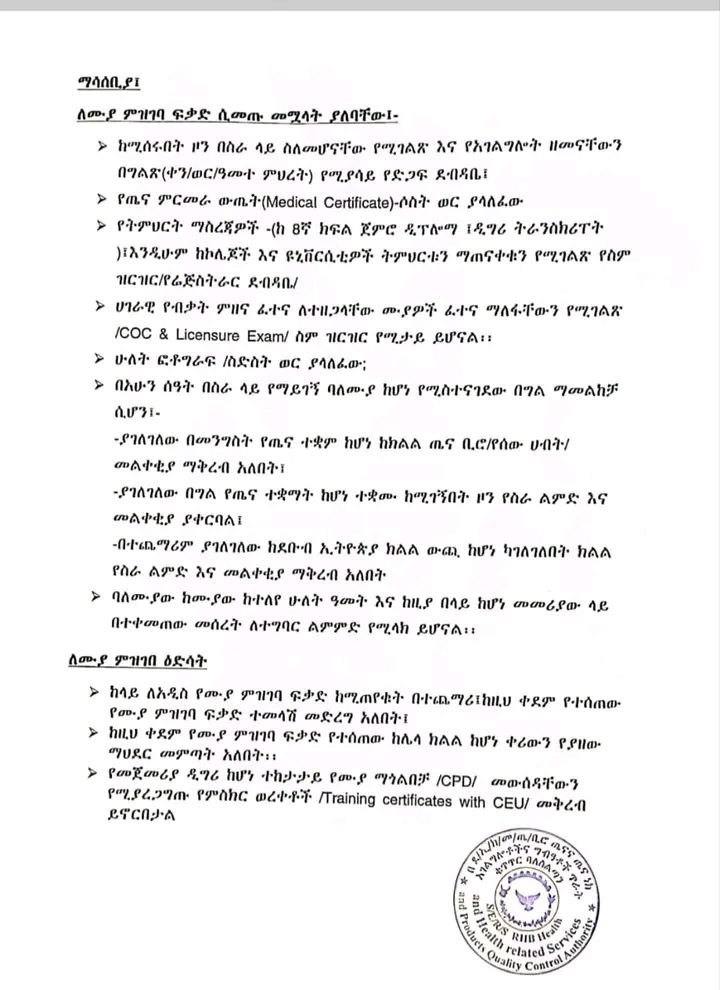 ማሳሰቢያ፤
ለሙያ ምዝገባ ፍቃድ ሲመጡ መሟላት ያለባቸው፤-
➢ ከሚሰሩበት ዞን በስራ ላይ ስለመሆናቸው የሚገልጽ እና የአገልግሎት ዘመናቸውን
በግልጽ(ቀን/ወር/ዓመተ ምህረት) የሚያሳይ የድጋፍ ደብዳቤ፤
➢ የጤና ምርመራ ውጤት(Medical Certificate)-ሶስት ወር ያላለፈው
➢ የትምህርት ማስረጃዎች -(ከ 8ኛ ክፍል ጀምሮ ዲፕሎማ ፤ዲግሪ ትራንስክሪፕት
)፤እንዲሁም ከኮሌጆች እና ዩኒቨርሲቲዎች ትምህርቱን ማጠናቀቁን የሚገልጽ የስም
ዝርዝር/የሬጅስትራር ደብዳቤ/
➢ ሀገራዊ የብቃት ምዘና ፈተና ለተዘጋላቸው ሙያዎች ፈተና ማለፋቸውን የሚገልጽ
/COC & Licensure Exam/ ስም ዝርዝር የሚታይ ይሆናል፡፡
➢ ሁለት ፎቶግራፍ /ስድስት ወር ያላለፈው;
➢ በአሁን ሰዓት በስራ ላይ የማይገኝ ባለሙያ ከሆነ የሚስተናገደው በግል ማመልከቻ
ሲሆን፤-
-ያገለገለው በመንግስት የጤና ተቋም ከሆነ ከክልል ጤና ቢሮ/የሰው ሀብት/
መልቀቂያ ማቅረብ አለበት፤
-ያገለገለው በግል የጤና ተቋማት ከሆነ ተቋሙ ከሚገኝበት ዞን የስራ ልምድ እና
መልቀቂያ ያቀርባል፤
-በተጨማሪም ያገለገለው ከደቡብ ኢትዮጵያ ክልል ውጪ ከሆነ ካገለገለበት ክልል
የስራ ልምድ እና መልቀቂያ ማቅረብ አለበት
➢ ባለሙያው ከሙያው ከተለየ ሁለት ዓመት እና ከዚያ በላይ ከሆነ መመሪያው ላይ
በተቀመጠው መሰረት ለተግባር ልምምድ የሚላክ ይሆናል፡፡
ለሙያ ምዝገበ ዕድሳት
➢ ከላይ ለአዲስ የሙያ ምዝገባ ፍቃድ ከሚጠየቁት በተጨማሪ፤ከዚህ ቀደም የተሰጠው
የሙያ ምዝገባ ፍቃድ ተመላሽ መድረግ አለበት፤
➢ ከዚህ ቀደም የሙያ ምዝገባ ፍቃድ የተሰጠው ከሌላ ክልል ከሆነ ቀሪውን የያዘው
ማህደር መምጣት አለበት፡፡
➢ የመጀመሪያ ዲግሪ ከሆነ ተከታታይ የሙያ ማጎልበቻ /CPD/ መውሰዳቸውን
የሚያረጋግጡ የምስክር ወረቀቶች /Training certificates with CEU/ መቅረብ
ይኖርበታል
አገልግሎቶችና ግብዓቶች ጥራት
ቁጥጥር ባለስልጣን
S/E/R/S RHB Health
and Health related Services
and Products Quality Control Authority